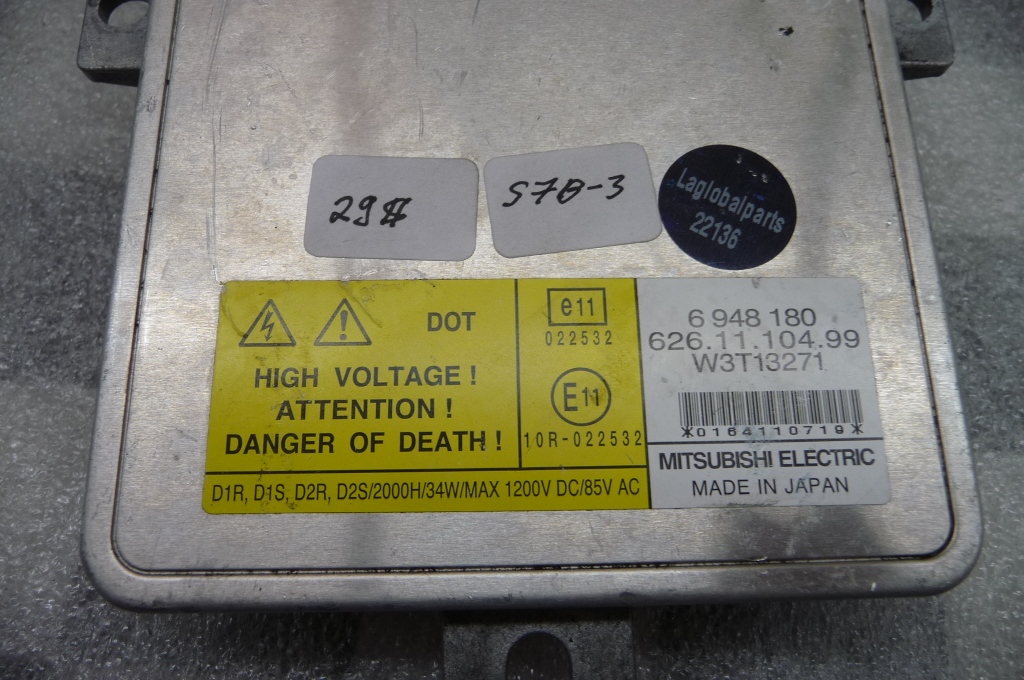 29$
S78-3
Laglobalparts
22136
DOT
HIGH VOLTAGE !
ATTENTION !
DANGER OF DEATH !
e11
022532
E11
10R-022532
D1R, D1S, D2R, D2S/2000H/34W/MAX 1200V DC/85V AC
6 948 180
626.11.104.99
W3T13271
*0164110719*
MITSUBISHI ELECTRIC
MADE IN JAPAN